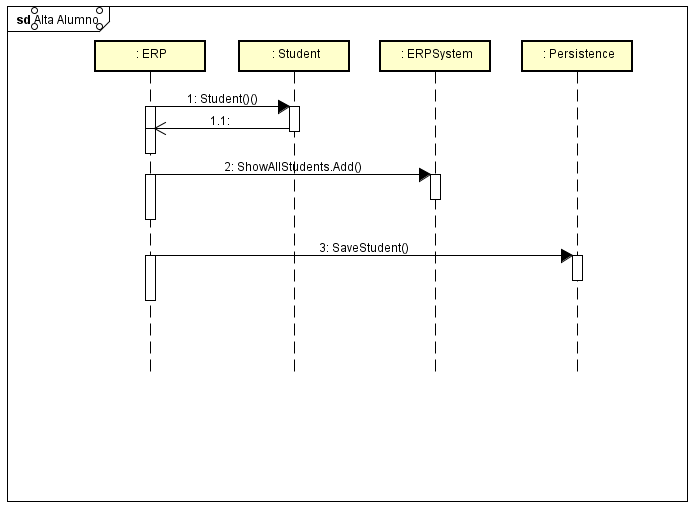 sd Alta Alumno
: ERP
: Student
: ERPSystem
: Persistence
1: Student()()
1.1:
2: ShowAllStudents.Add()
3: SaveStudent()